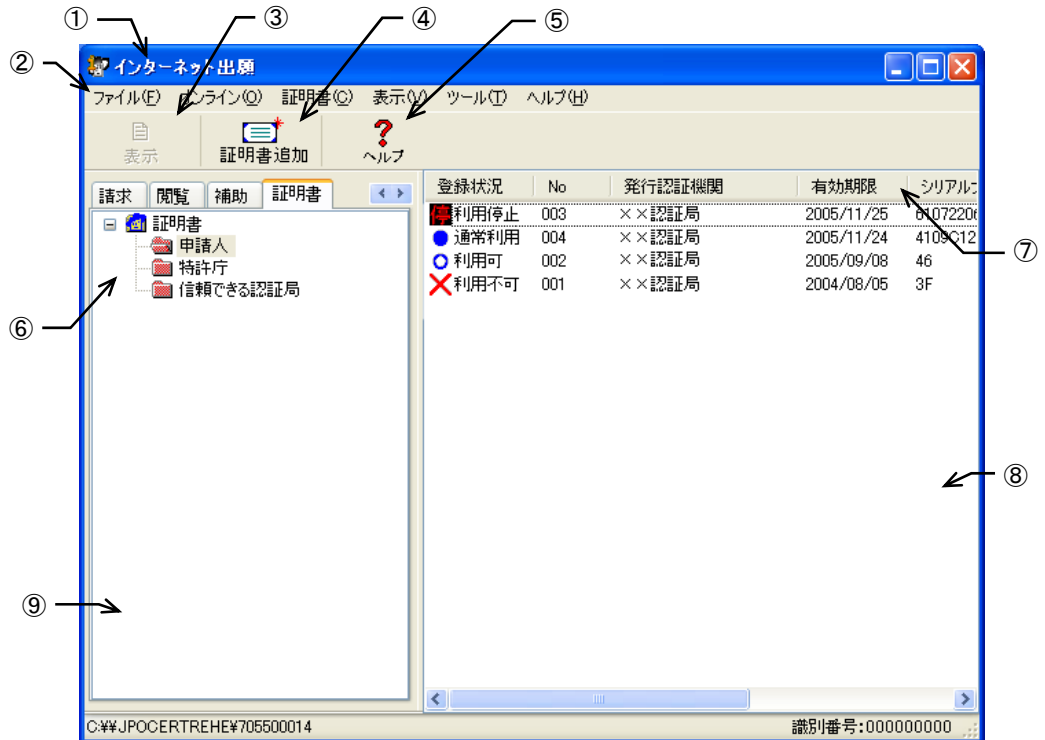 ① ③ ④ ⑤
② インターネット出願
ファイル(F) オンライン(O) 証明書(C) 表示(V) ツール(T) ヘルプ(H)
表示 証明書追加 ヘルプ
請求 閲覧 補助 証明書
登録状況 No 発行認証機関 有効期限 シリアルナ
証明書
申請人
特許庁
信頼できる認証局
停 利用停止 003 ××認証局 2005/11/25 6107220
通常利用 004 ××認証局 2005/11/24 4109C12
利用可 002 ××認証局 2005/09/08 46
利用不可 001 ××認証局 2004/08/05 3F
⑦
⑥
⑧
⑨
C:¥¥JPOCERTREHE¥705500014 識別番号:000000000